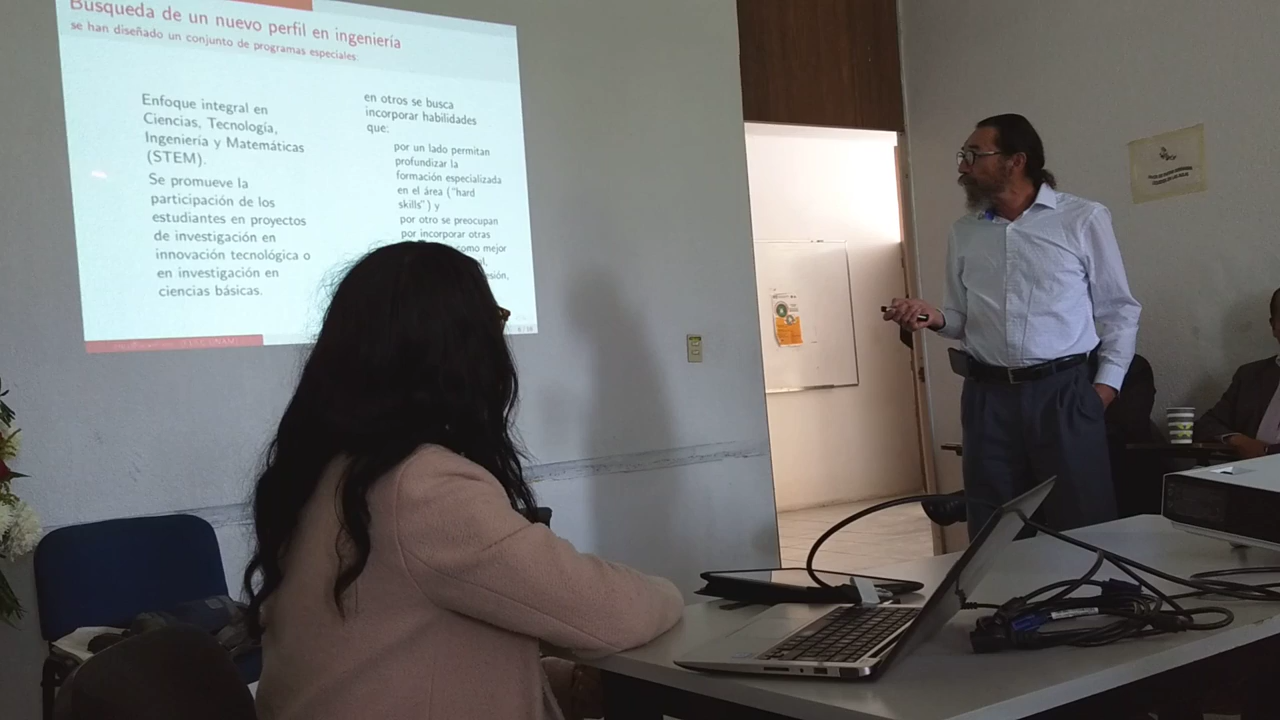 Búsqueda de un nuevo perfil en ingeniería
se han diseñado un conjunto de programas especiales:
Enfoque integral en
Ciencias, Tecnología,
Ingeniería y Matemáticas
(STEM).
Se promueve la
participación de los
estudiantes en proyectos
de investigación en
innovación tecnológica o
en investigación en
ciencias básicas.
en otros se busca
incorporar habilidades
que:
por un lado permitan
profundizar la
formación especializada
en el área ("hard
skills") y
por otro se preocupan
por incorporar otras
como mejor